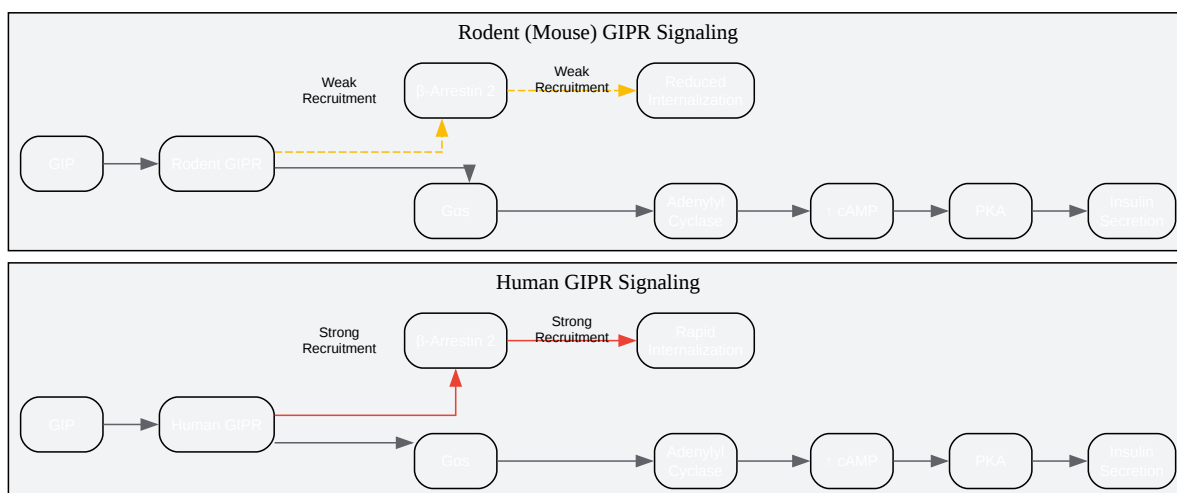 Rodent (Mouse) GIPR Signaling
Weak
Recruitment
β-Arrestin 2
Weak
Recruitment
Reduced
Internalization
GIP
Rodent GIPR
Gαs
Adenylyl
Cyclase
↑ cAMP
PKA
Insulin
Secretion
Human GIPR Signaling
Strong
Recruitment
β-Arrestin 2
Strong
Recruitment
Rapid
Internalization
GIP
Human GIPR
Gαs
Adenylyl
Cyclase
↑ cAMP
PKA
Insulin
Secretion